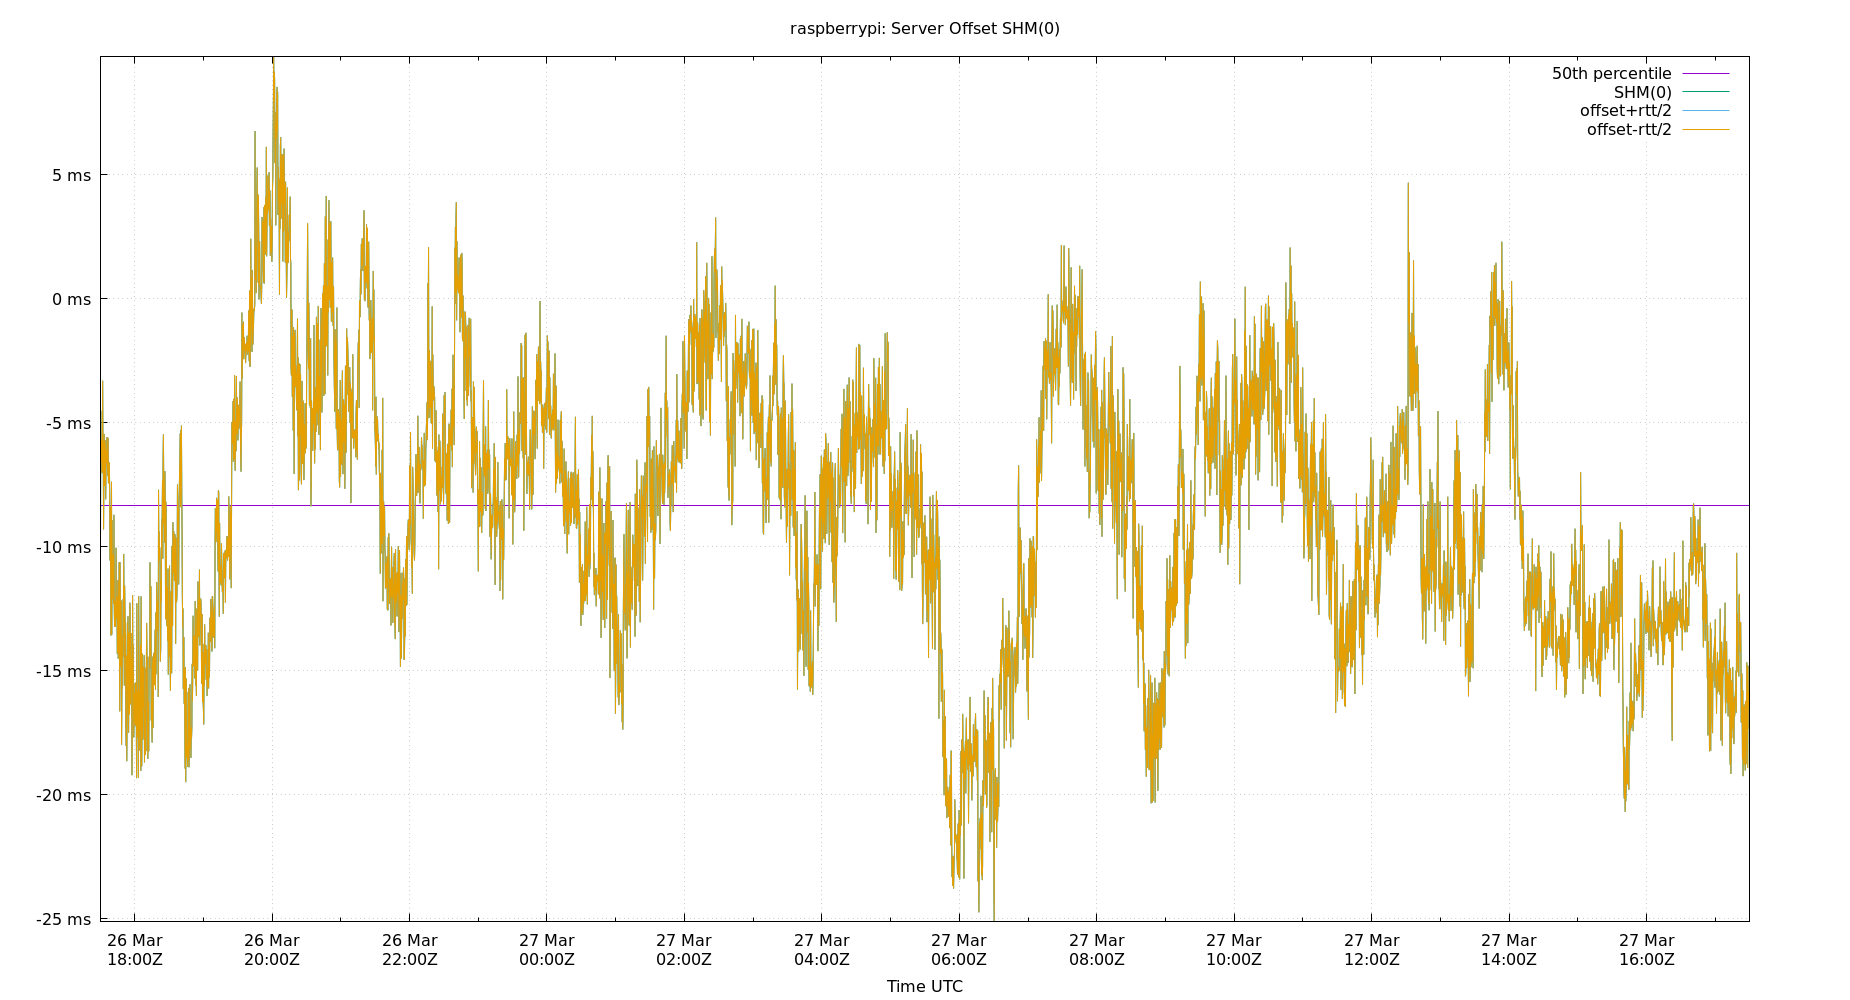 raspberrypi: Server Offset SHM(0)
50th percentile
SHM(0)
offset+rtt/2
offset-rtt/2
5 ms
0 ms
-5 ms
-10 ms
-15 ms
-20 ms
-25 ms
26 Mar 26 Mar 26 Mar 27 Mar 27 Mar 27 Mar 27 Mar 27 Mar 27 Mar 27 Mar 27 Mar 27 Mar
18:00Z 20:00Z 22:00Z 00:00Z 02:00Z 04:00Z 06:00Z 08:00Z 10:00Z 12:00Z 14:00Z 16:00Z
Time UTC